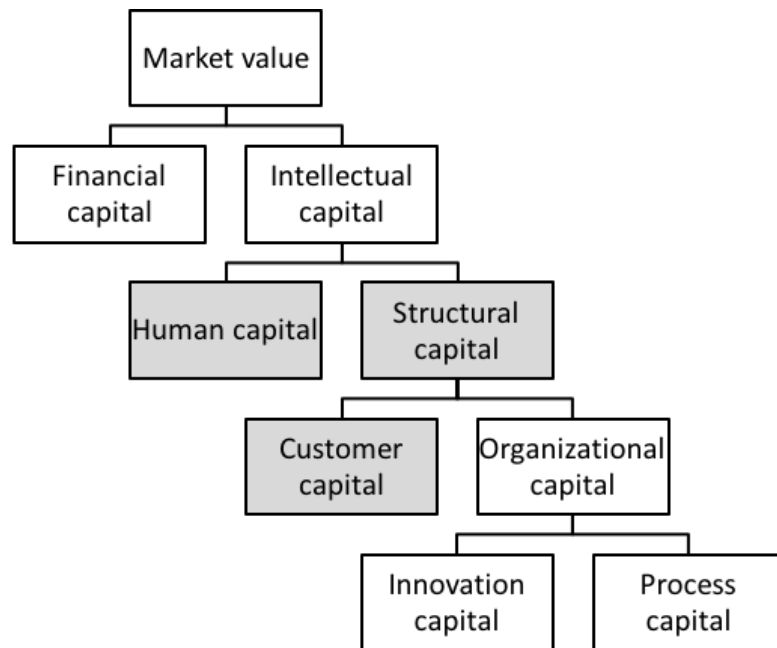 Market value
Financial
capital
Intellectual
capital
Human capital
Structural
capital
Customer
capital
Organizational
capital
Innovation
capital
Process
capital